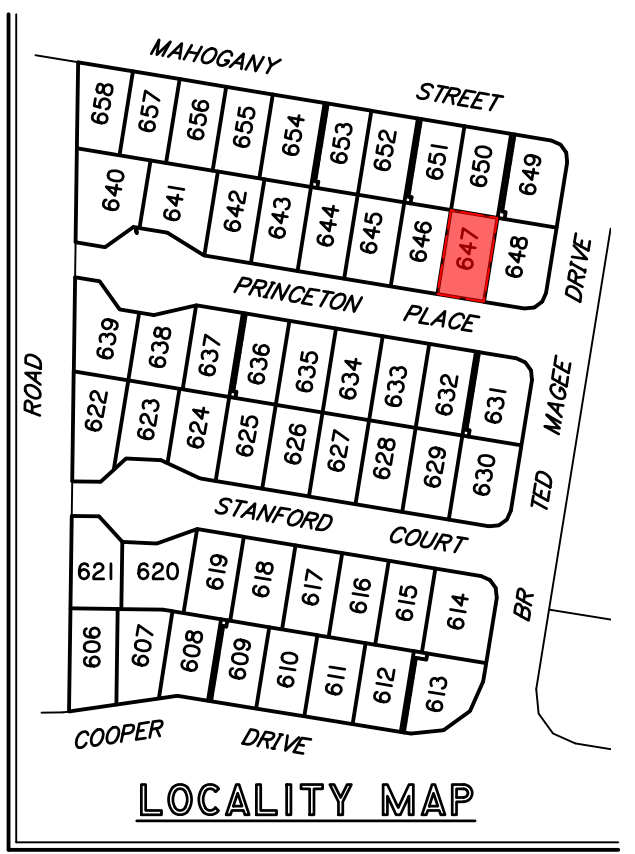 MAHOGANY STREET
658 657 656 655 654 653 652 651 650 649
640 641 642 643 644 645 646 647 648
PRINCETON PLACE
639 638 637 636 635 634 633 632 631
622 623 624 625 626 627 628 629 630
STANFORD COURT
621 620 619 618 617 616 615 614
606 607 608 609 610 611 612 613
COOPER DRIVE
ROAD
BR TED MAGEE DRIVE
LOCALITY MAP